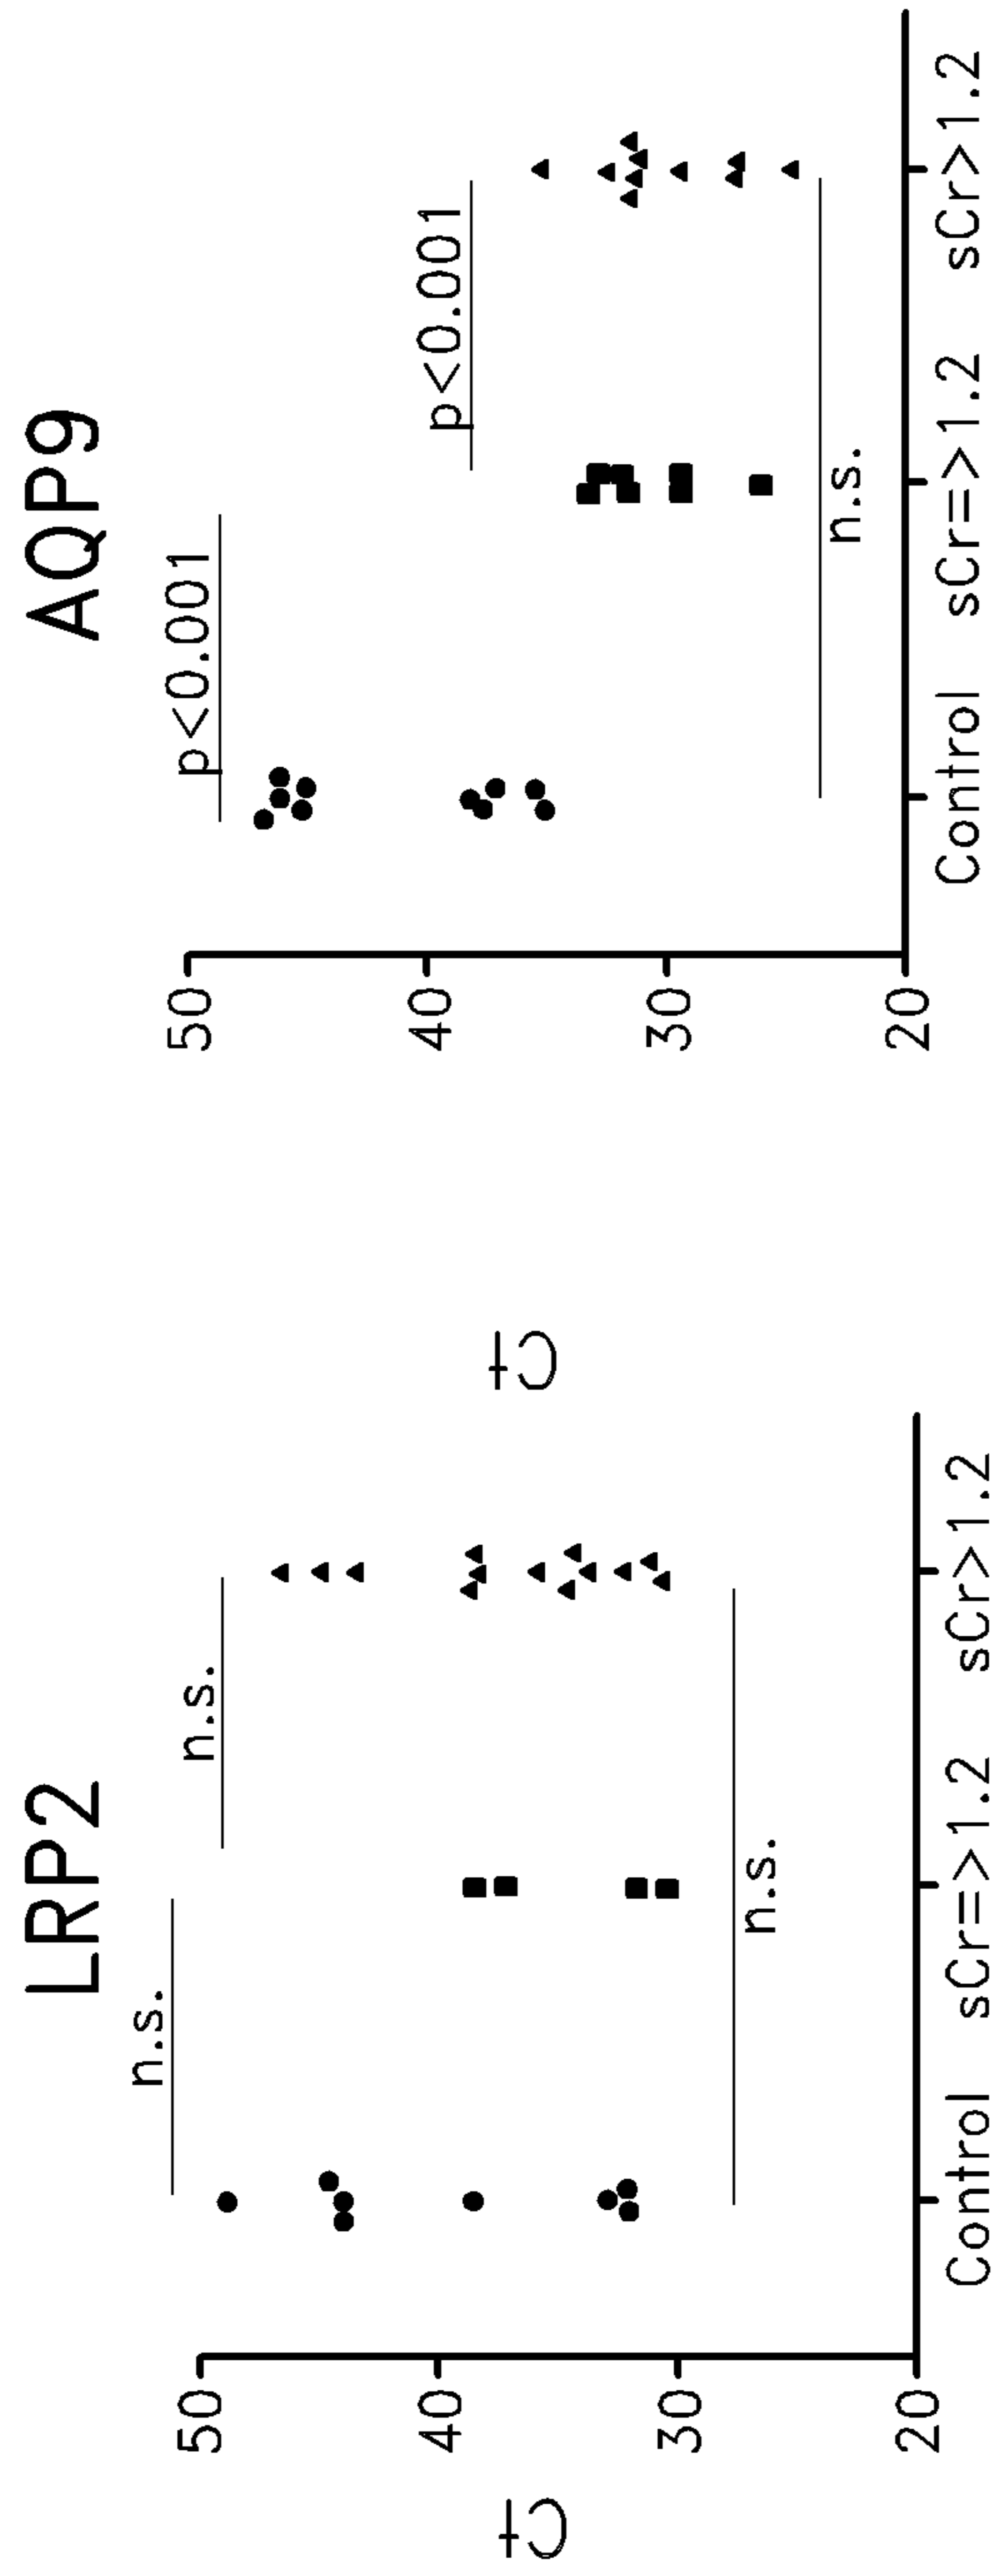 LRP2
n.s.
n.s.
50
40
30
20
Ct
n.s.
Control sCr=>1.2 sCr>1.2
AQP9
p<0.001
p<0.001
50
40
30
20
Ct
n.s.
Control sCr=>1.2 sCr>1.2